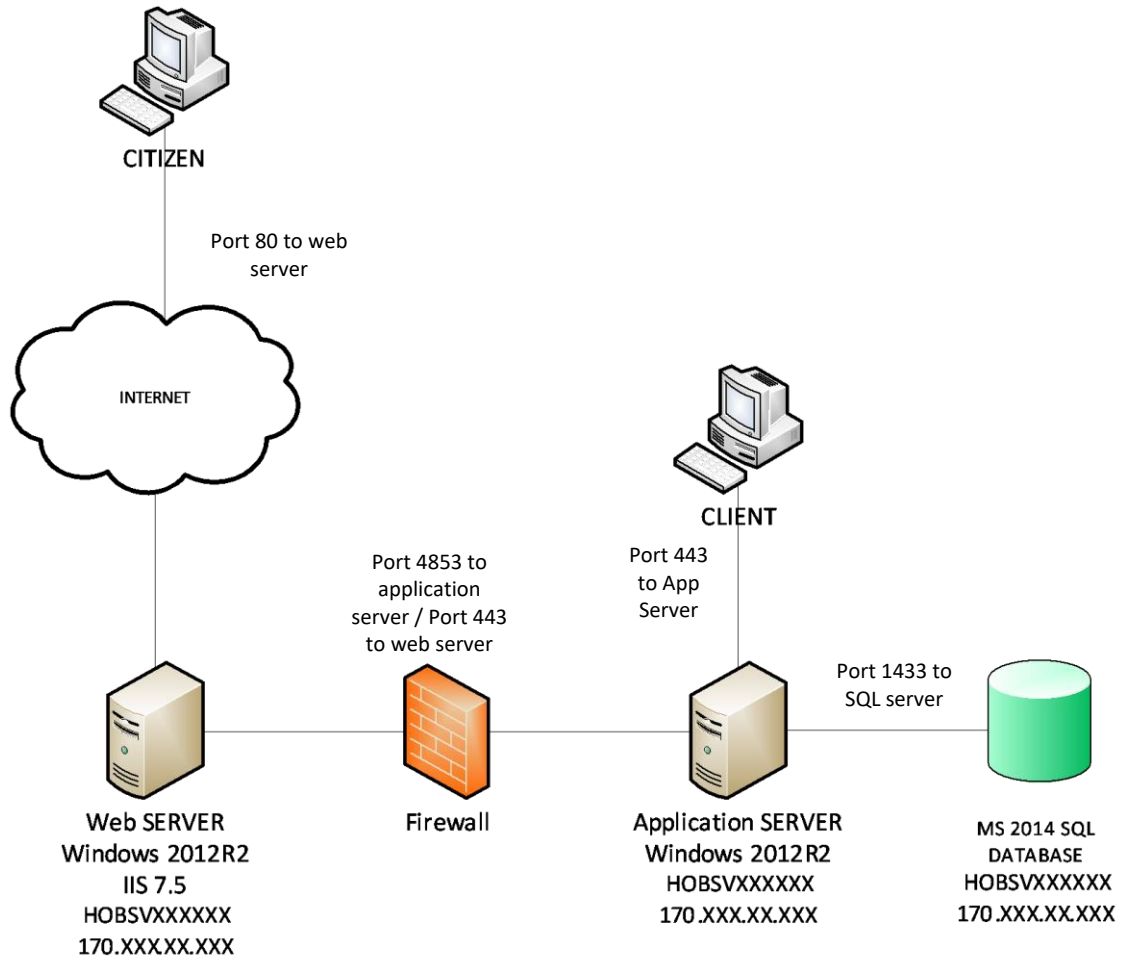 CITIZEN
Port 80 to web
server
INTERNET
CLIENT
Port 4853 to
application
server / Port 443
to web server
Port 443
to App
Server
Port 1433 to
SQL server
Web SERVER
Windows 2012R2
IIS 7.5
HOBSVXXXXXX
170.XXX.XX.XXX
Firewall
Application SERVER
Windows 2012R2
HOBSVXXXXXX
170.XXX.XX.XXX
MS 2014 SQL
DATABASE
HOBSVXXXXXX
170.XXX.XX.XXX